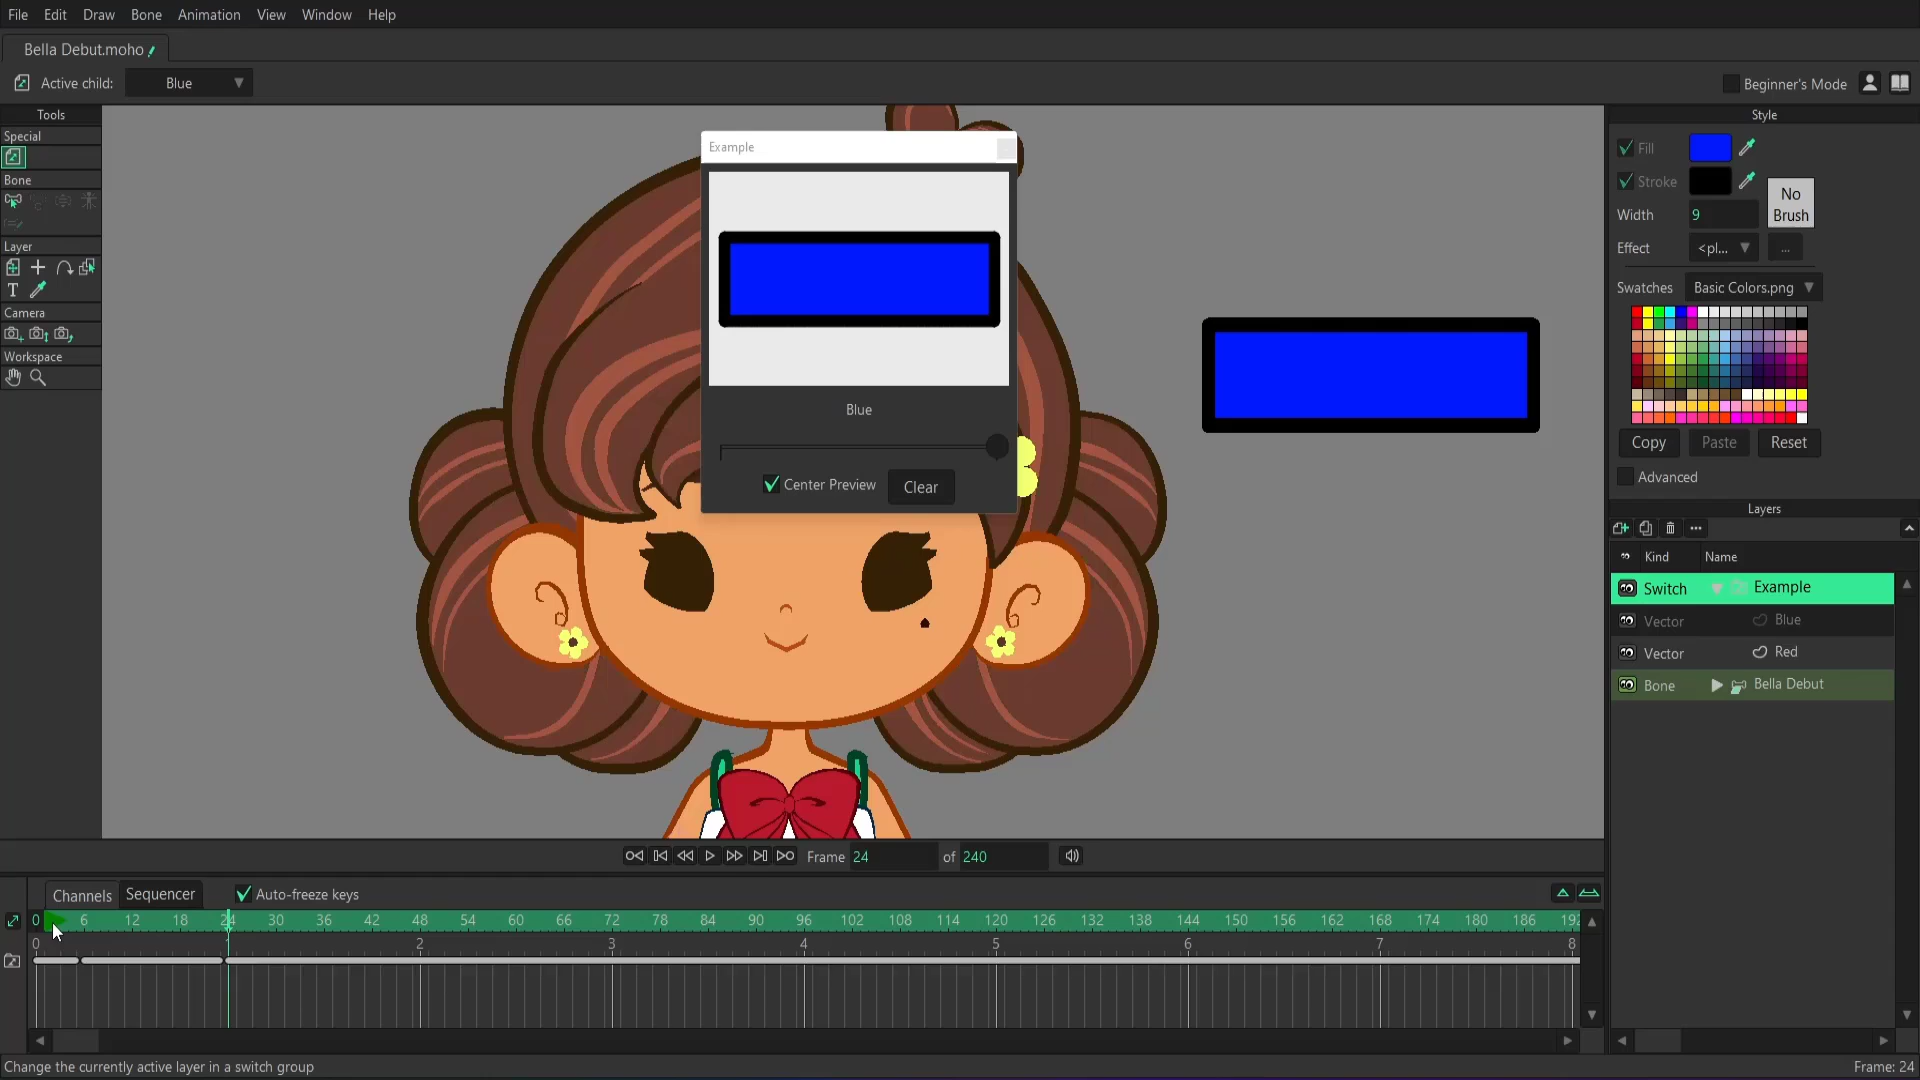 File Edit Draw Bone Animation View Window Help
Bella Debut.moho
Active child: Blue
Beginner's Mode
Tools
Special
Bone
Layer
T
Camera
Workspace
Example
Blue
Center Preview Clear
Style
Fill
Stroke
No Brush
Width 9
Effect <pl... ...
Swatches Basic Colors.png
Copy Paste Reset
Advanced
Layers
Kind Name
Switch Example
Vector Blue
Vector Red
Bone Bella Debut
Frame 24 of 240
Channels Sequencer Auto-freeze keys
0 6 12 18 24 30 36 42 48 54 60 66 72 78 84 90 96 102 108 114 120 126 132 138 144 150 156 162 168 174 180 186 192
0 2 3 4 5 6 7 8
Change the currently active layer in a switch group
Frame: 24